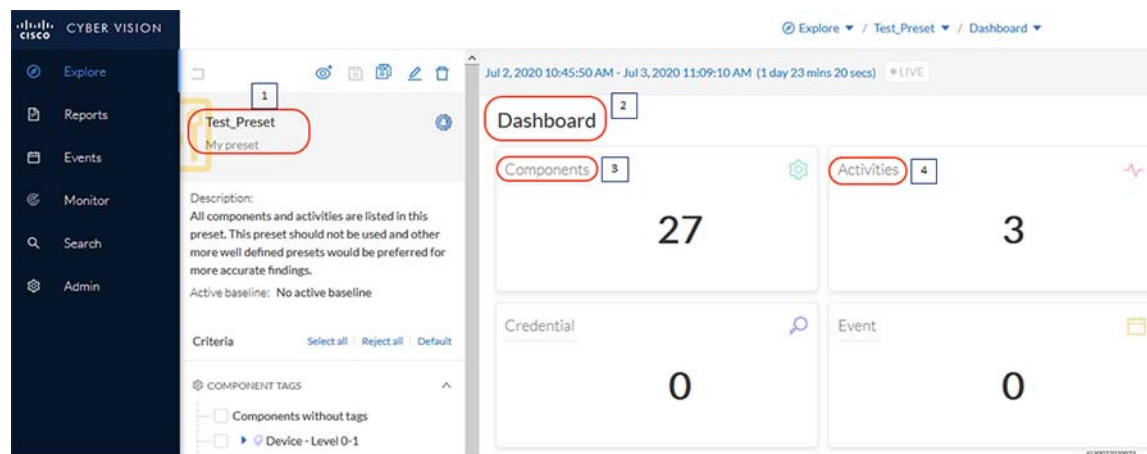 CISCO CYBER VISION
Explore
Reports
Events
Monitor
Search
Admin
1
Test_Preset
My preset
Description:
All components and activities are listed in this
preset. This preset should not be used and other
more well defined presets would be preferred for
more accurate findings.
Active baseline: No active baseline
Criteria Select all Reject all Default
COMPONENT TAGS
Components without tags
Device - Level 0-1
Explore / Test_Preset / Dashboard
Jul 2, 2020 10:45:50 AM - Jul 3, 2020 11:09:10 AM (1 day 23 mins 20 secs) LIVE
Dashboard 2
Components 3
27
Activities 4
3
Credential
0
Event
0